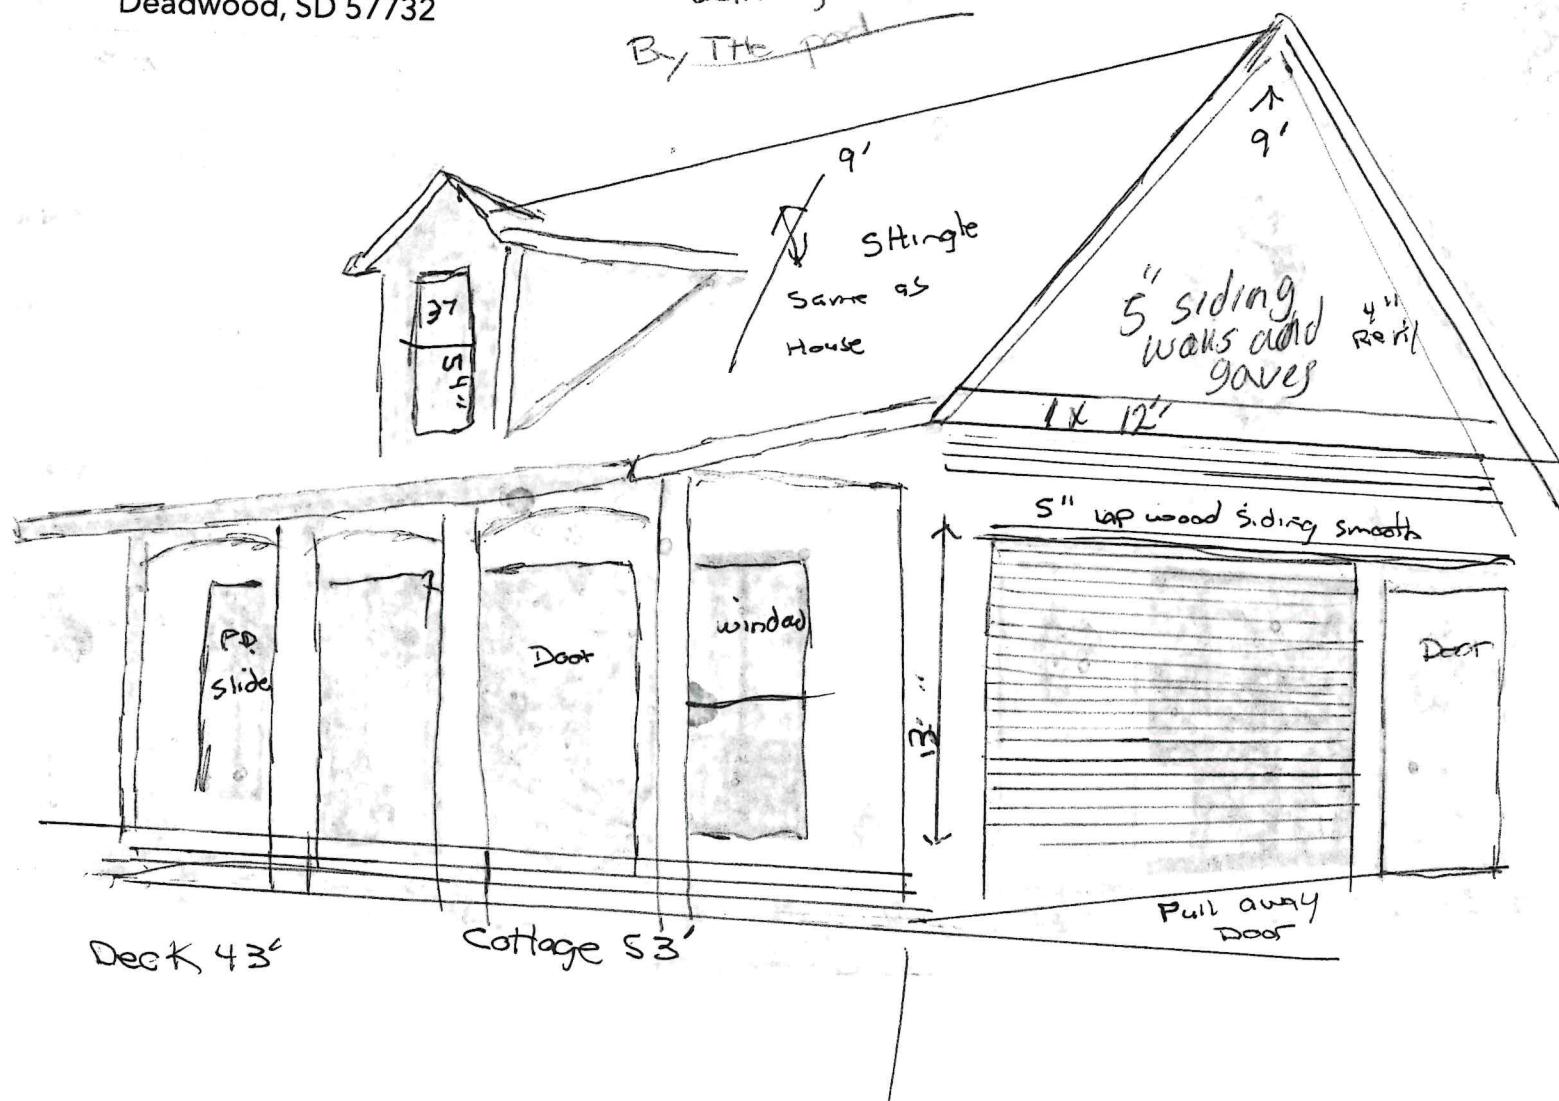 Deadwood, SD 57732
By THe
9'
9'
SHingle
Same as
House
5" siding
walls and
gaves
4"
37
54"
1 x 12"
5" lap wood siding smooth
P.D.
slide
Door
window
13'
Door
Pull away
Door
Deck 43'
Cottage 53'